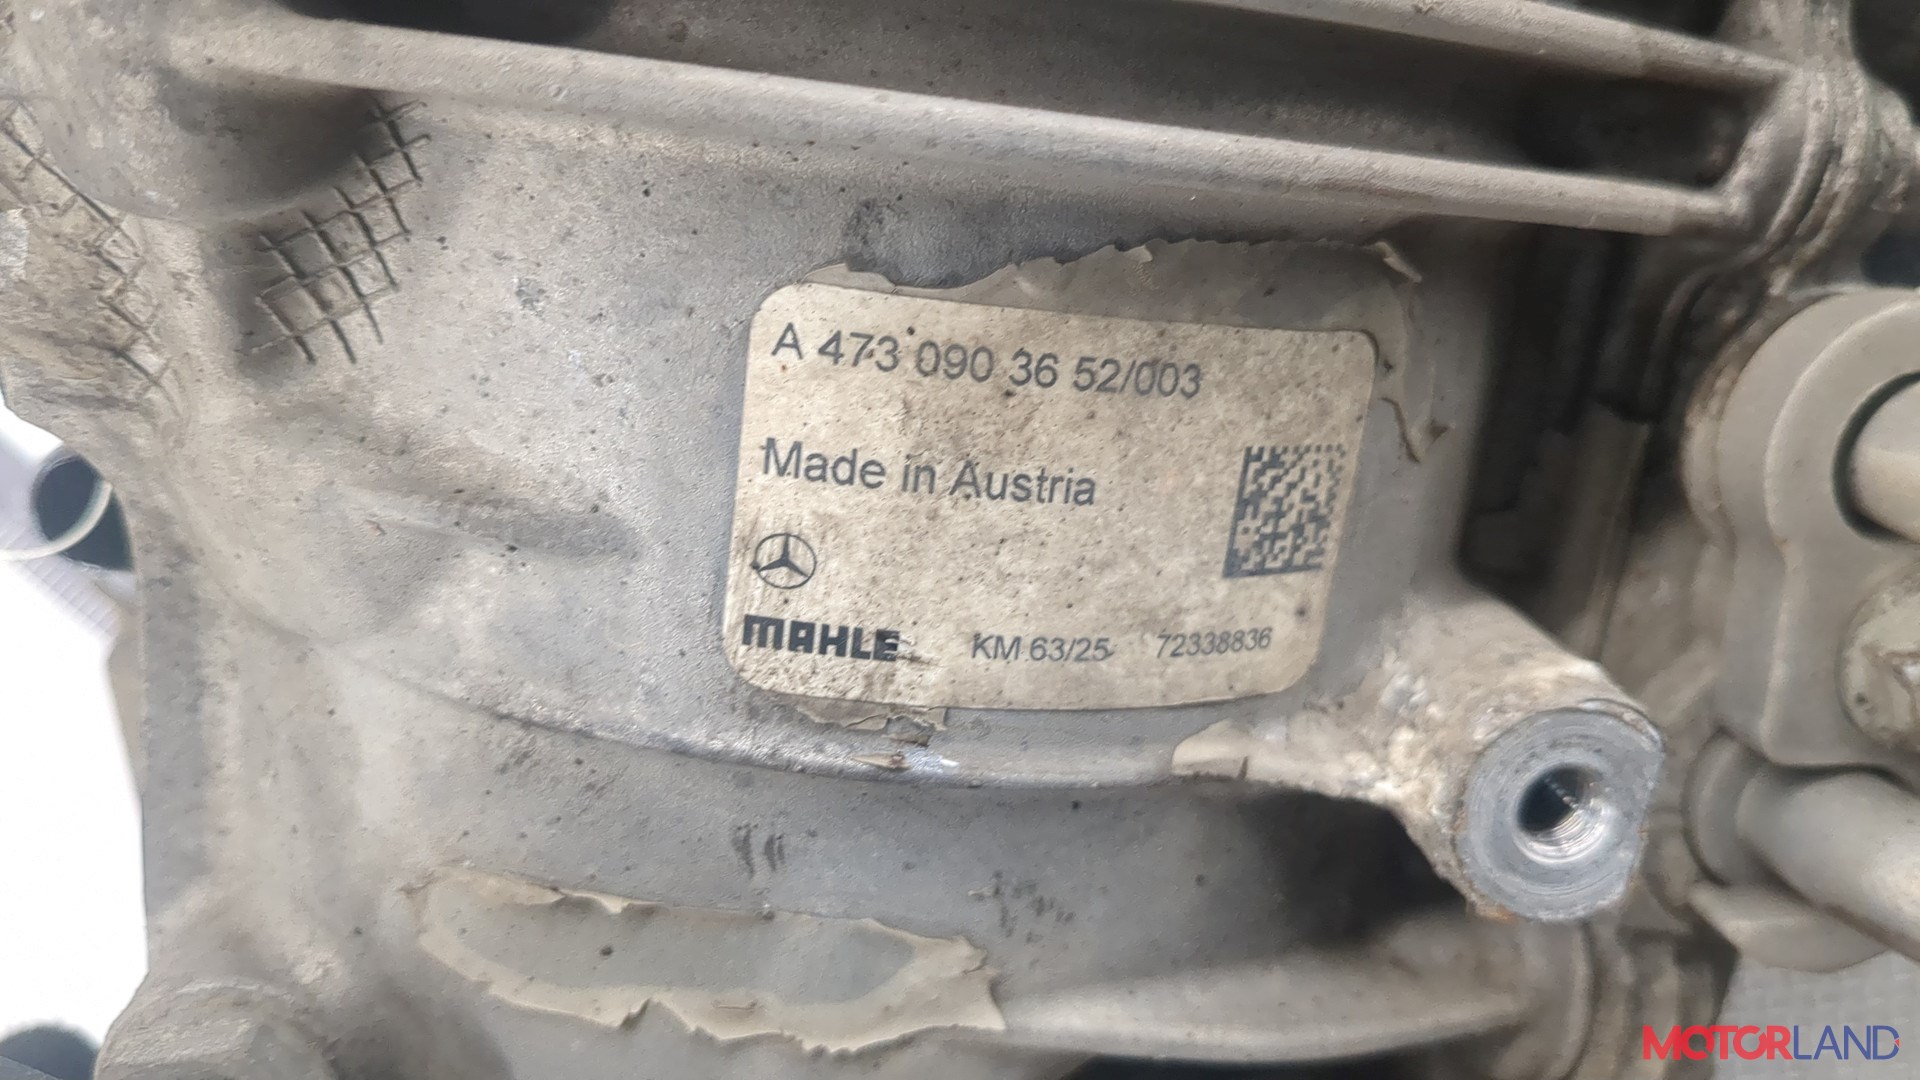 A 473 090 36 52/003
Made in Austria
MAHLE KM 63/25 72338836
MOTORLAND